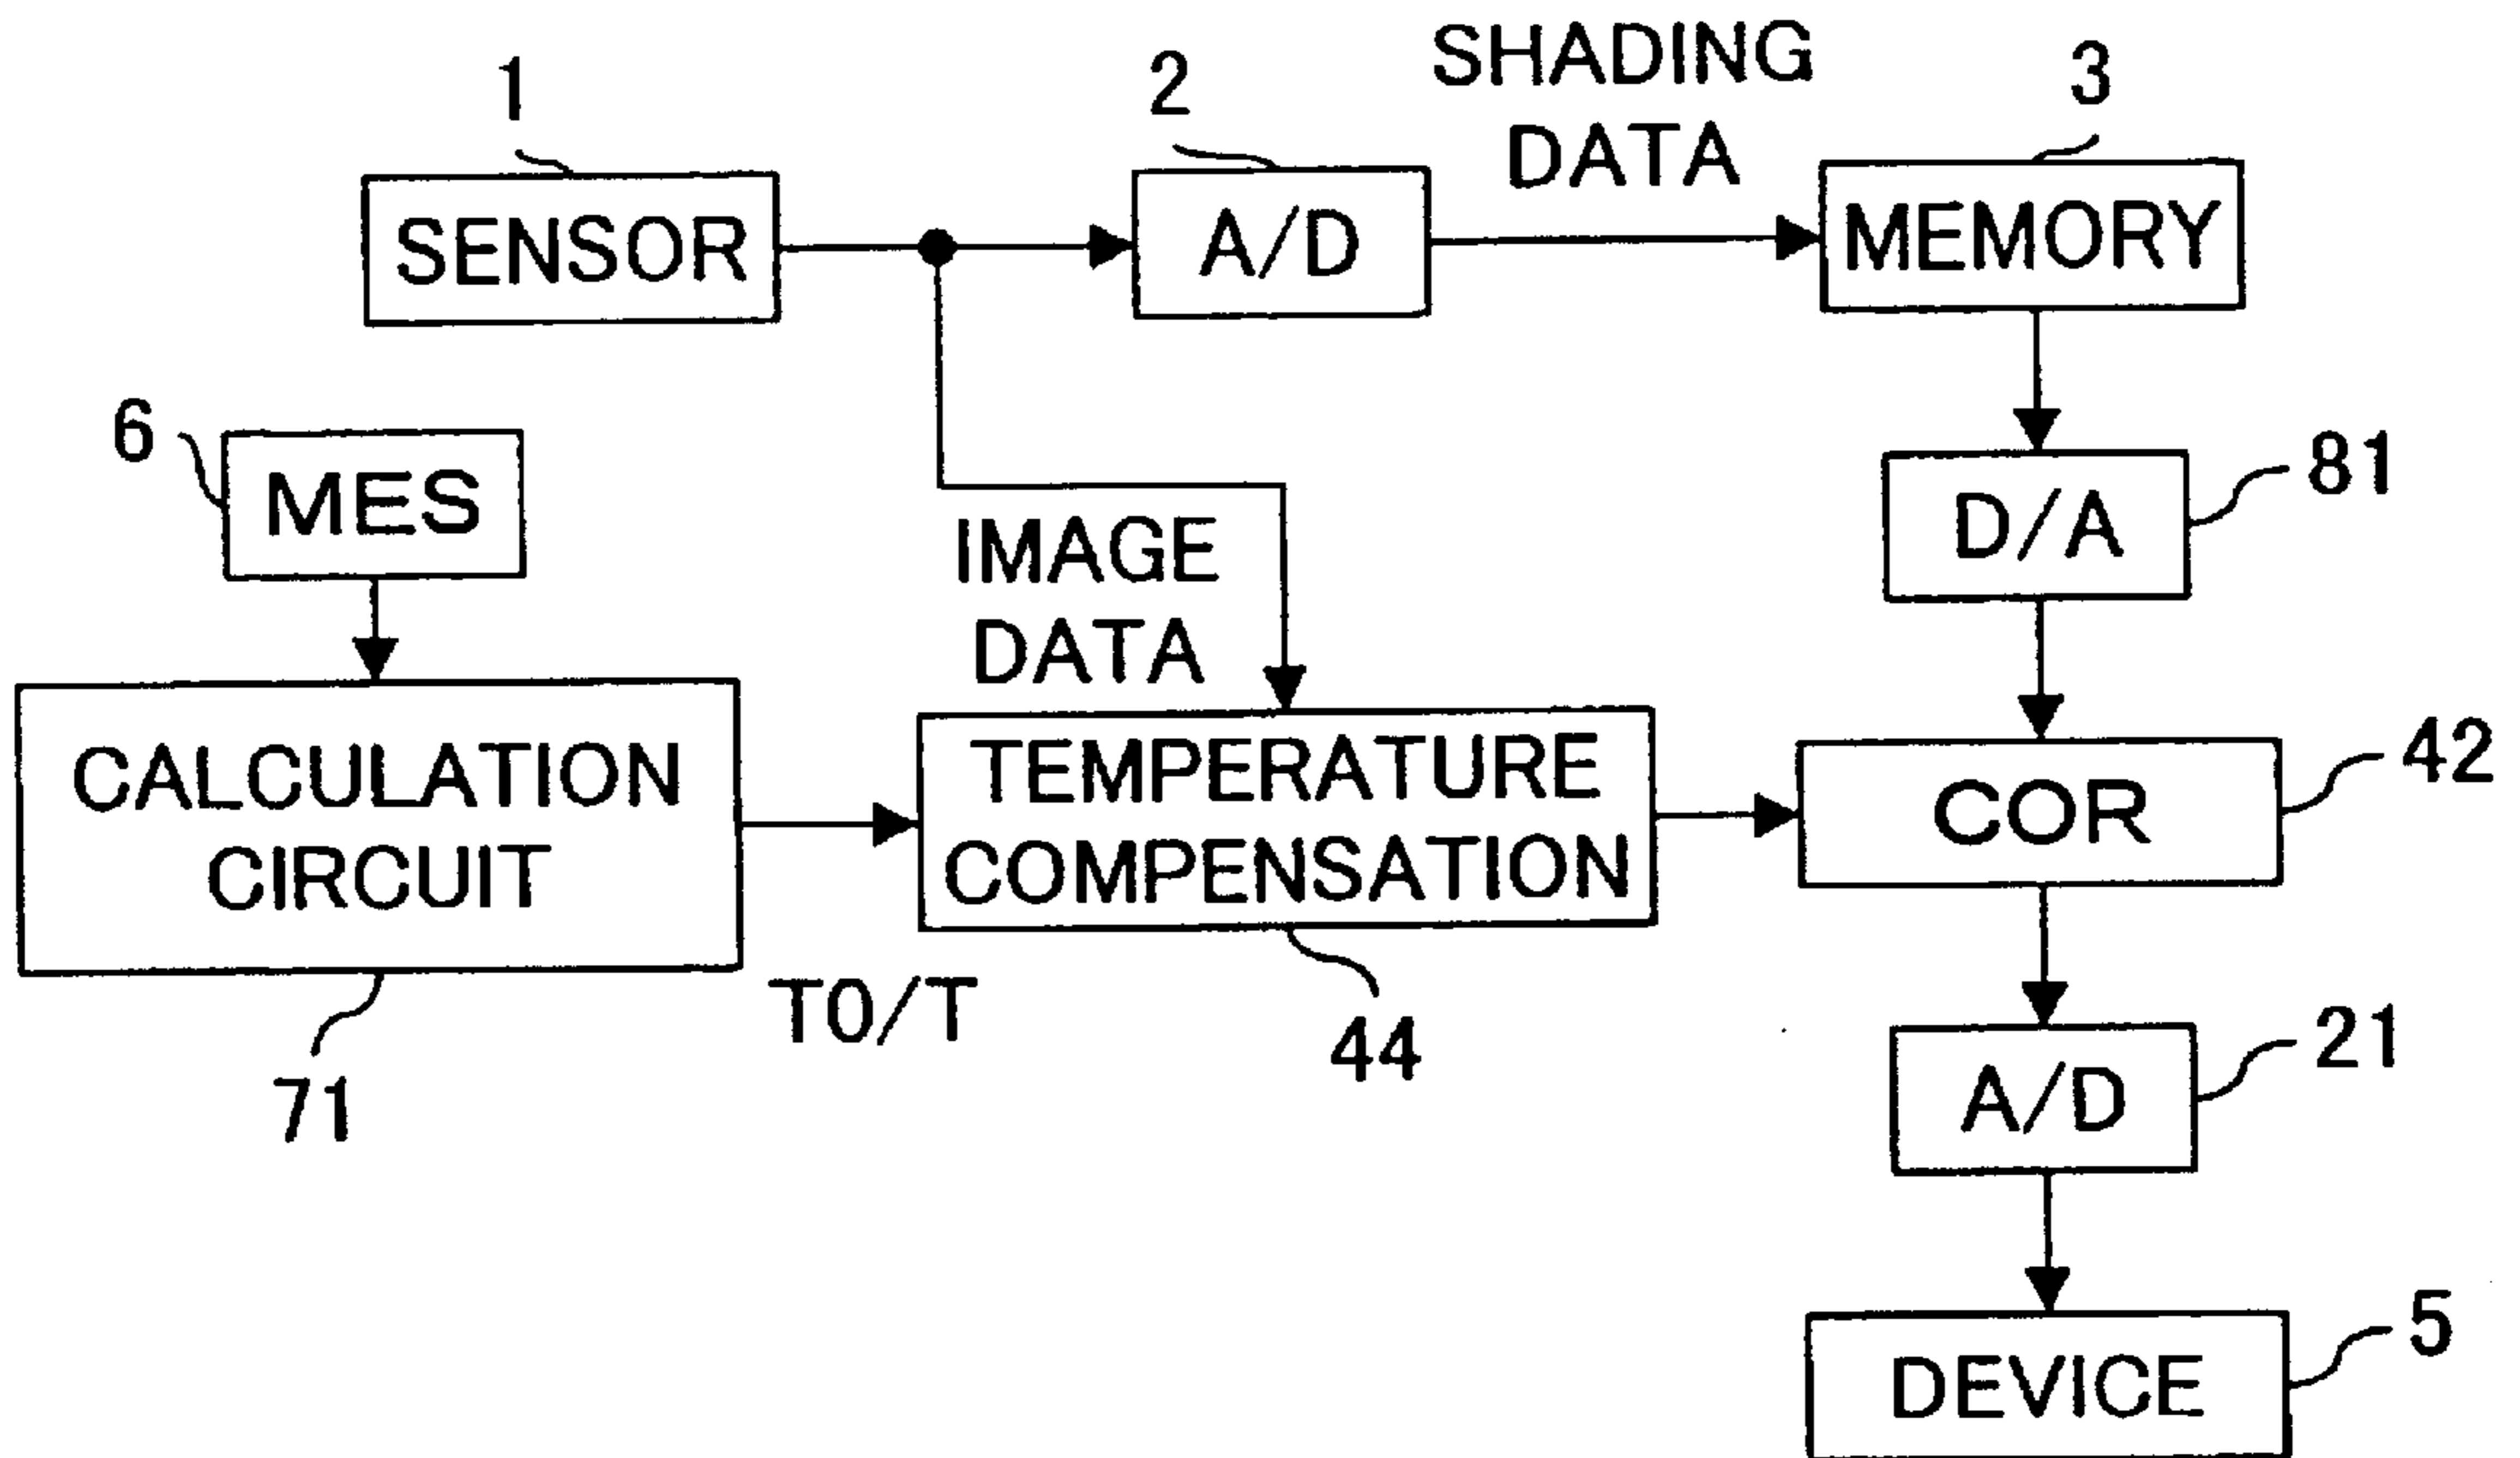 1
2
SHADING
DATA
3
SENSOR
A/D
MEMORY
6
MES
81
D/A
IMAGE
DATA
CALCULATION
CIRCUIT
TEMPERATURE
COMPENSATION
COR
42
T0/T
44
71
A/D
21
DEVICE
5